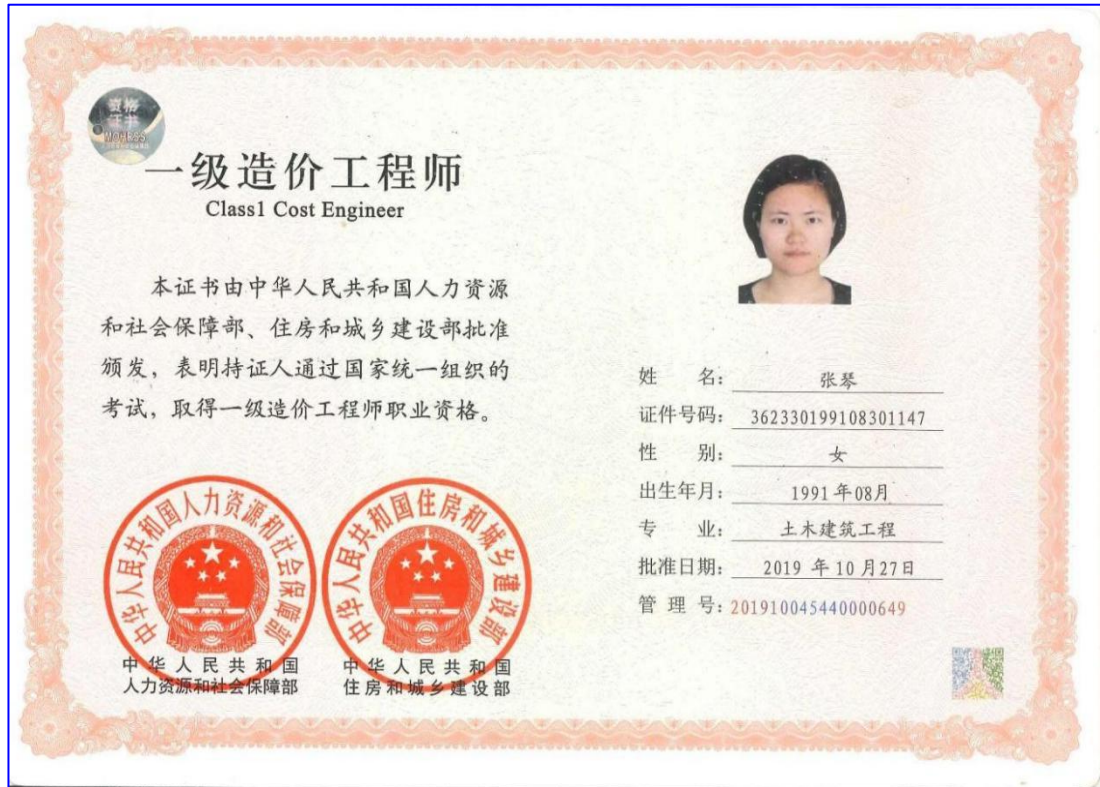 资格
证书
MOHRSS
一级造价工程师
Class1 Cost Engineer
本证书由中华人民共和国人力资源
和社会保障部、住房和城乡建设部批准
颁发，表明持证人通过国家统一组织的
考试，取得一级造价工程师职业资格。
姓 名： 张琴
证件号码： 362330199108301147
性 别： 女
出生年月： 1991年08月
专 业： 土木建筑工程
批准日期： 2019 年 10 月27日
管 理 号：201910045440000649
中华人民共和国人力资源和社会保障部
中华人民共和国住房和城乡建设部
中华人民共和国
人力资源和社会保障部
中华人民共和国
住房和城乡建设部